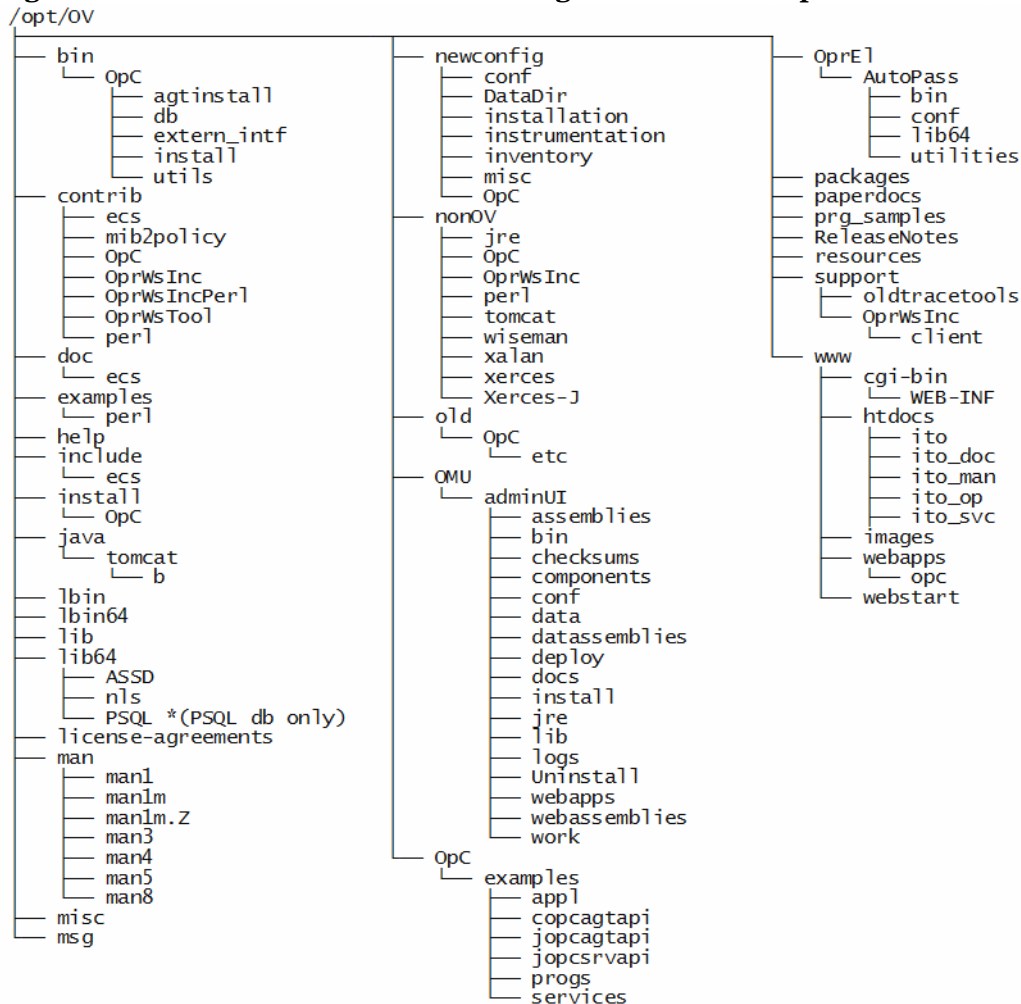 /opt/OV
bin
OpC
agtinstall
db
extern_intf
install
utils
contrib
ecs
mib2policy
OpC
OprWsInc
OprWsIncPerl
OprWsTool
perl
doc
ecs
examples
perl
help
include
ecs
install
OpC
java
tomcat
b
lbin
lbin64
lib
lib64
ASSD
nls
PSQL *(PSQL db only)
license-agreements
man
man1
man1m
man1m.Z
man3
man4
man5
man8
misc
msg
newconfig
conf
DataDir
installation
instrumentation
inventory
misc
OpC
nonOV
jre
OpC
OprWsInc
perl
tomcat
wiseman
xalan
xerces
Xerces-J
old
OpC
etc
OMU
adminUI
assemblies
bin
checksums
components
conf
data
datassemblies
deploy
docs
install
jre
lib
logs
Uninstall
webapps
webassemblies
work
OpC
examples
appl
copcagtapi
jopcagtapi
jopcsrvapi
progs
services
OprEl
AutoPass
bin
conf
lib64
utilities
packages
paperdocs
prg_samples
ReleaseNotes
resources
support
oldtracetools
OprWsInc
client
www
cgi-bin
WEB-INF
htdocs
ito
ito_doc
ito_man
ito_op
ito_svc
images
webapps
opc
webstart